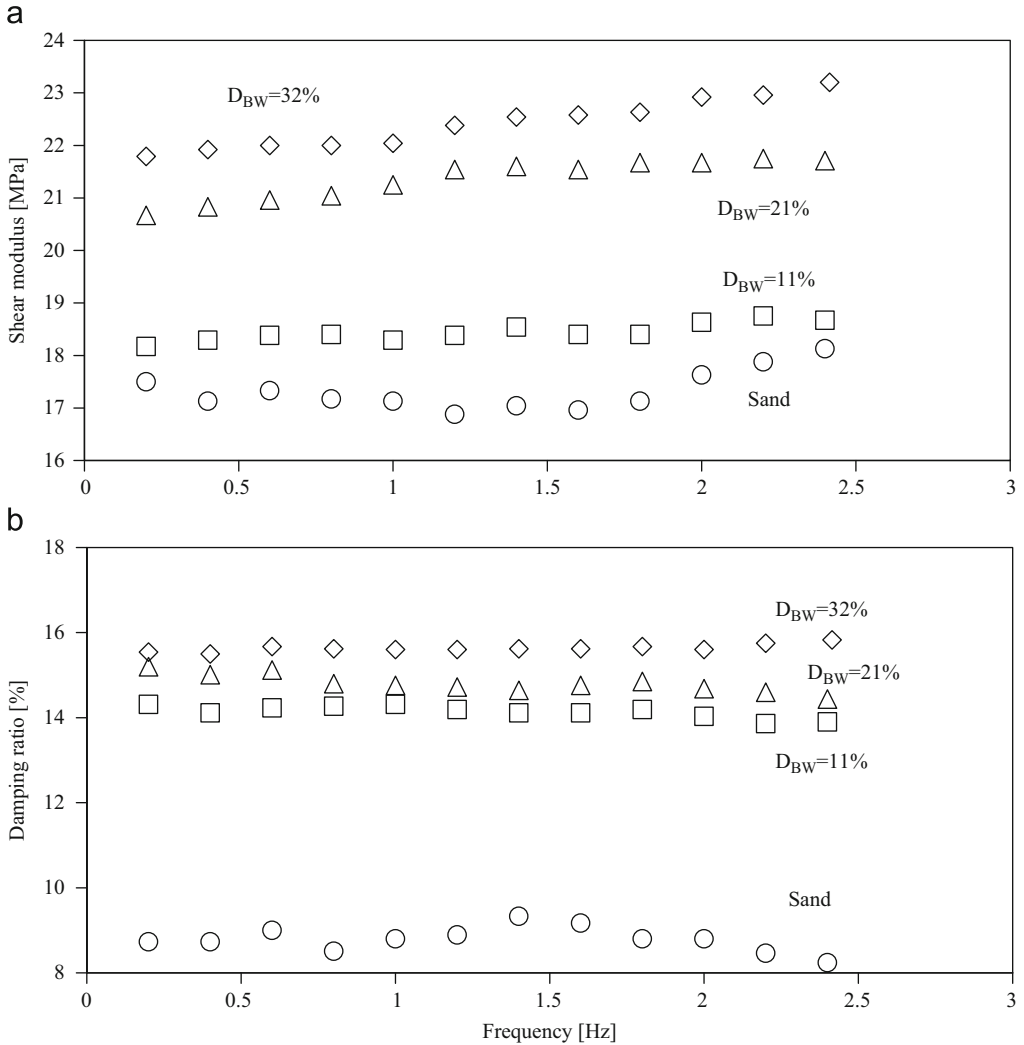 a
24
23
22
21
20
19
18
17
16
Shear modulus [MPa]
D_BW=32%
D_BW=21%
D_BW=11%
Sand
0 0.5 1 1.5 2 2.5 3
b
18
16
14
12
10
8
Damping ratio [%]
D_BW=32%
D_BW=21%
D_BW=11%
Sand
0 0.5 1 1.5 2 2.5 3
Frequency [Hz]